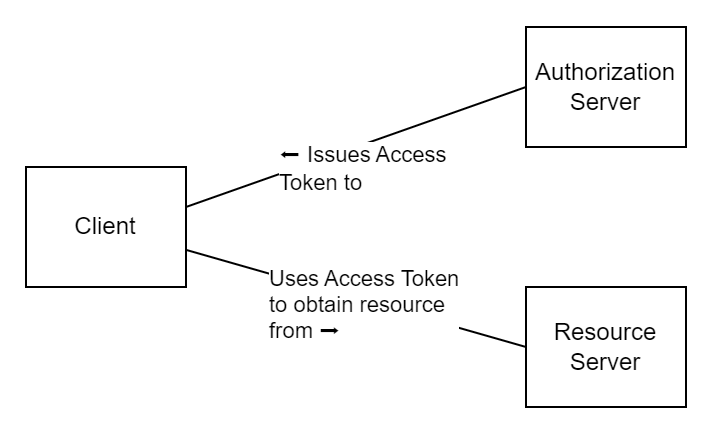 Authorization
Server
← Issues Access
Token to
Client
Uses Access Token
to obtain resource
from →
Resource
Server